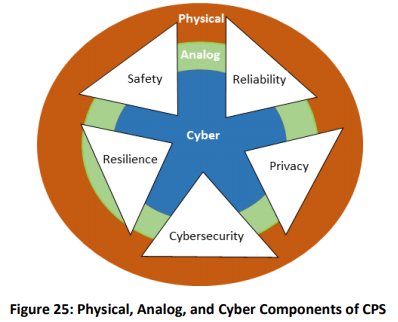 Physical
Analog
Safety
Reliability
Cyber
Resilience
Privacy
Cybersecurity
Figure 25: Physical, Analog, and Cyber Components of CPS